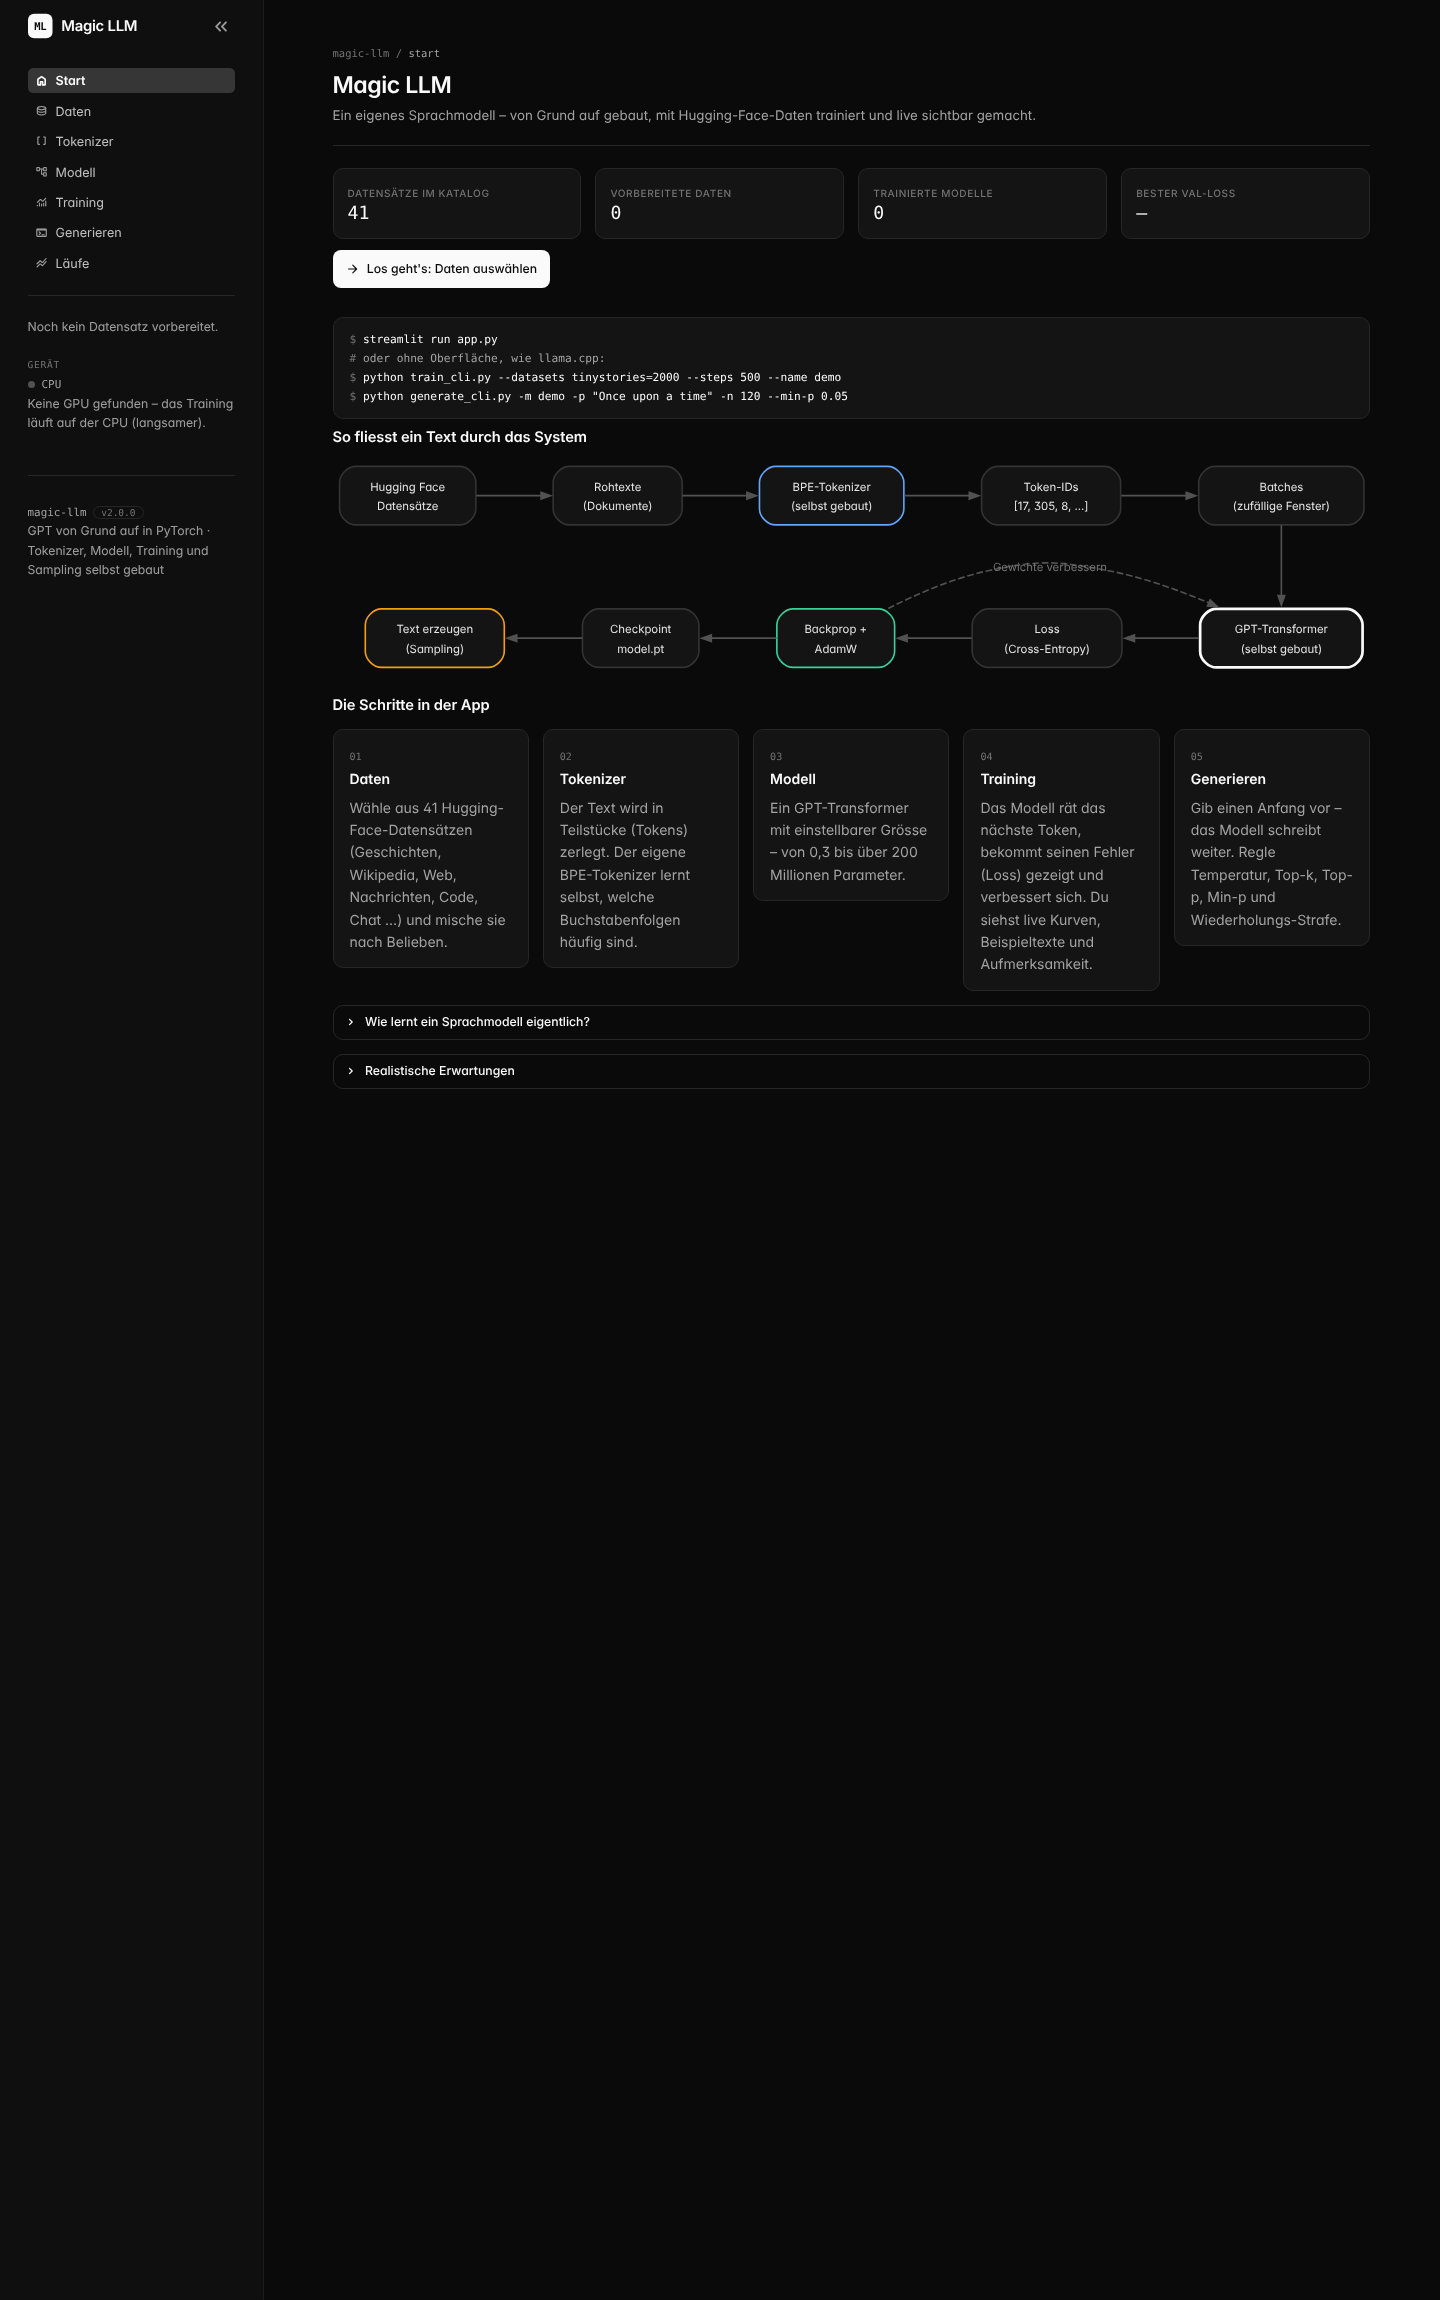 ML Magic LLM
Start
Daten
Tokenizer
Modell
Training
Generieren
Läufe
Noch kein Datensatz vorbereitet.
GERÄT
CPU
Keine GPU gefunden – das Training
läuft auf der CPU (langsamer).
magic-llm v2.0.0
GPT von Grund auf in PyTorch ·
Tokenizer, Modell, Training und
Sampling selbst gebaut
magic-llm / start
Magic LLM
Ein eigenes Sprachmodell – von Grund auf gebaut, mit Hugging-Face-Daten trainiert und live sichtbar gemacht.
DATENSÄTZE IM KATALOG
41
VORBEREITETE DATEN
0
TRAINIERTE MODELLE
0
BESTER VAL-LOSS
–
Los geht's: Daten auswählen
$ streamlit run app.py
# oder ohne Oberfläche, wie llama.cpp:
$ python train_cli.py --datasets tinystories=2000 --steps 500 --name demo
$ python generate_cli.py -m demo -p "Once upon a time" -n 120 --min-p 0.05
So fliesst ein Text durch das System
Hugging Face
Datensätze
Rohtexte
(Dokumente)
BPE-Tokenizer
(selbst gebaut)
Token-IDs
[17, 305, 8, ...]
Batches
(zufällige Fenster)
Gewichte verbessern
Text erzeugen
(Sampling)
Checkpoint
model.pt
Backprop +
AdamW
Loss
(Cross-Entropy)
GPT-Transformer
(selbst gebaut)
Die Schritte in der App
01
Daten
Wähle aus 41 Hugging-
Face-Datensätzen
(Geschichten,
Wikipedia, Web,
Nachrichten, Code,
Chat ...) und mische sie
nach Belieben.
02
Tokenizer
Der Text wird in
Teilstücke (Tokens)
zerlegt. Der eigene
BPE-Tokenizer lernt
selbst, welche
Buchstabenfolgen
häufig sind.
03
Modell
Ein GPT-Transformer
mit einstellbarer Grösse
– von 0,3 bis über 200
Millionen Parameter.
04
Training
Das Modell rät das
nächste Token,
bekommt seinen Fehler
(Loss) gezeigt und
verbessert sich. Du
siehst live Kurven,
Beispieltexte und
Aufmerksamkeit.
05
Generieren
Gib einen Anfang vor –
das Modell schreibt
weiter. Regle
Temperatur, Top-k, Top-
p, Min-p und
Wiederholungs-Strafe.
Wie lernt ein Sprachmodell eigentlich?
Realistische Erwartungen